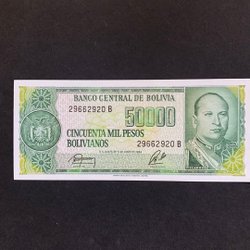 BANCO CENTRAL DE BOLIVIA
29662920 B
50000
CINCUENTA MIL PESOS
BOLIVIANOS
29662920 B